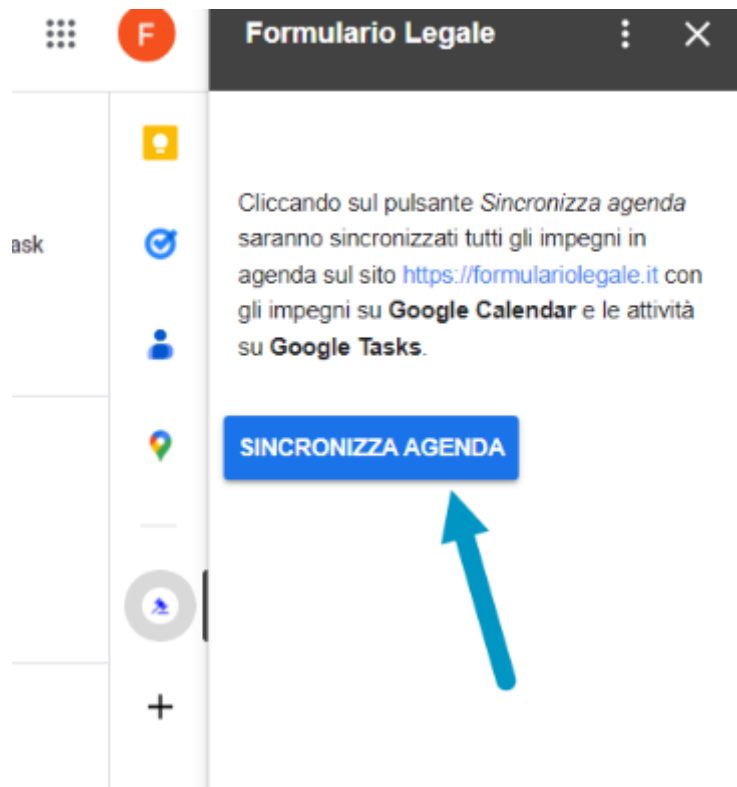 F
Formulario Legale
Cliccando sul pulsante Sincronizza agenda
ask
saranno sincronizzati tutti gli impegni in
agenda sul sito https://formulariolegale.it con
gli impegni su Google Calendar e le attività
su Google Tasks.
SINCRONIZZA AGENDA